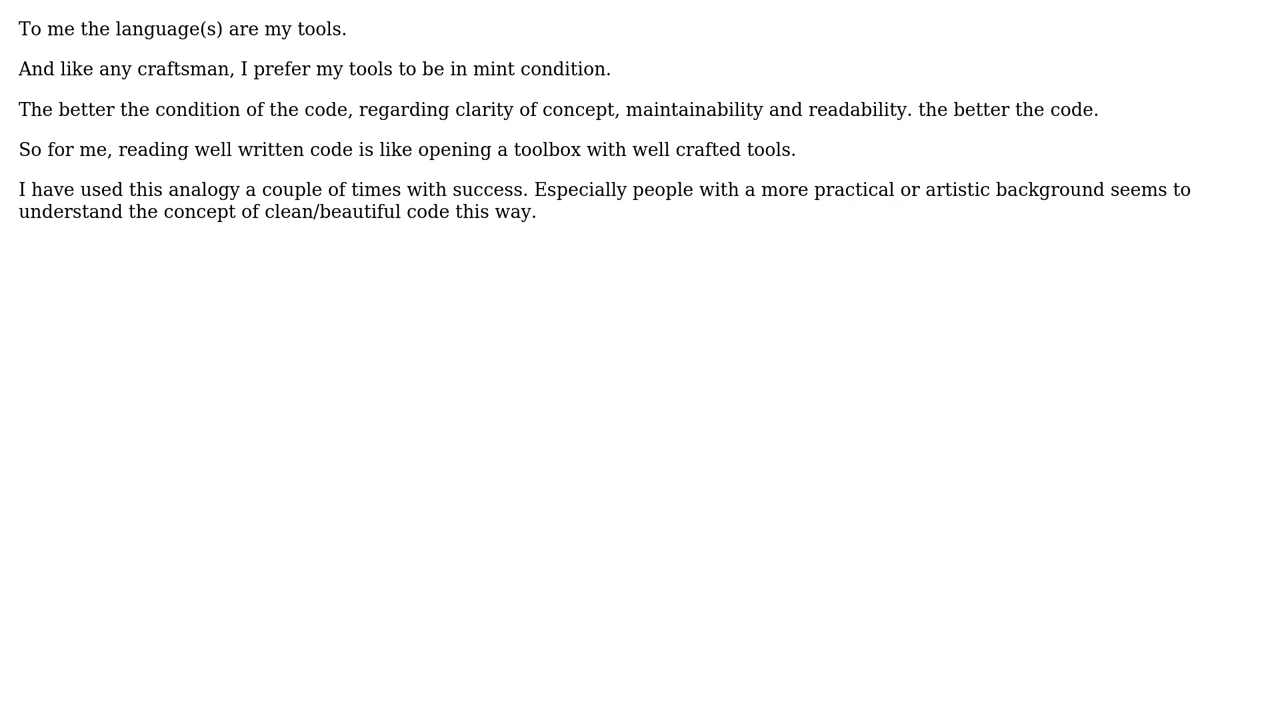 To me the language(s) are my tools.
And like any craftsman, I prefer my tools to be in mint condition.
The better the condition of the code, regarding clarity of concept, maintainability and readability. the better the code.
So for me, reading well written code is like opening a toolbox with well crafted tools.
I have used this analogy a couple of times with success. Especially people with a more practical or artistic background seems to
understand the concept of clean/beautiful code this way.